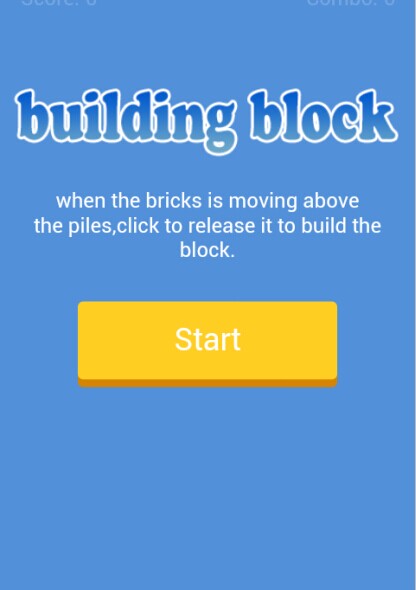 Score: 0
Combo: 0
building block
when the bricks is moving above
the piles,click to release it to build the
block.
Start